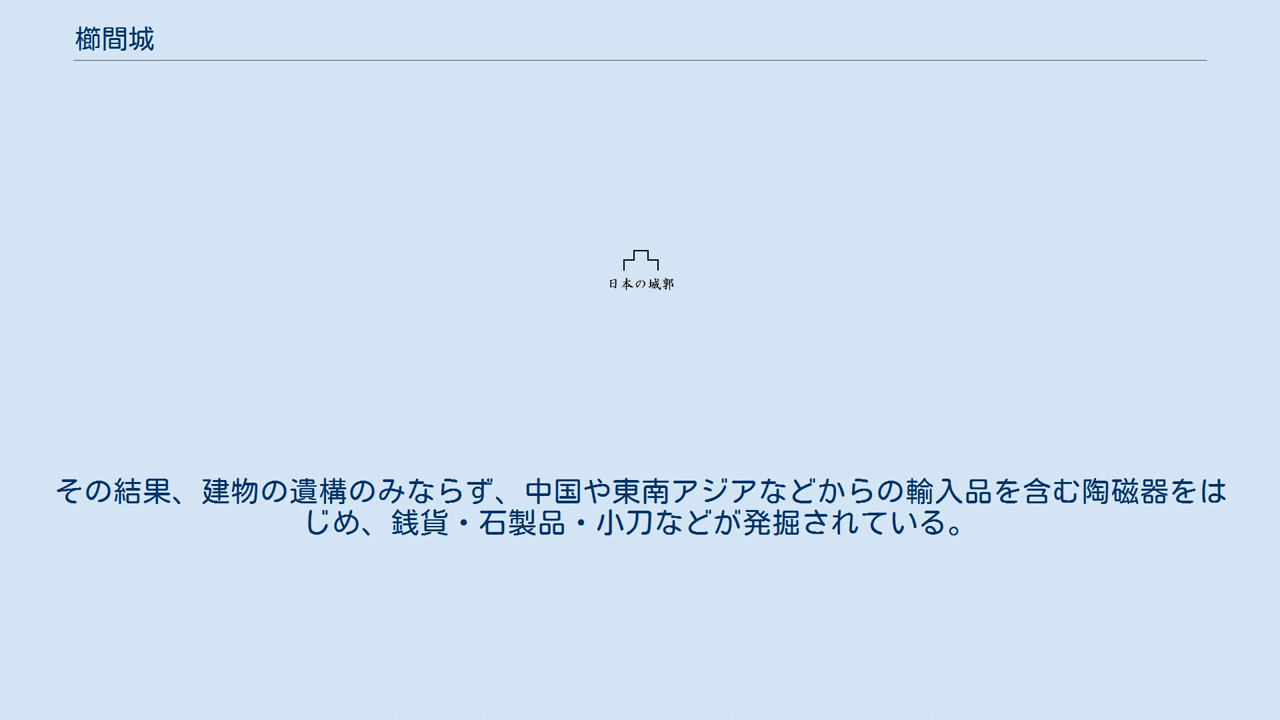 櫛間城
日本の城郭
その結果、建物の遺構のみならず、中国や東南アジアなどからの輸入品を含む陶磁器をは
じめ、銭貨・石製品・小刀などが発掘されている。